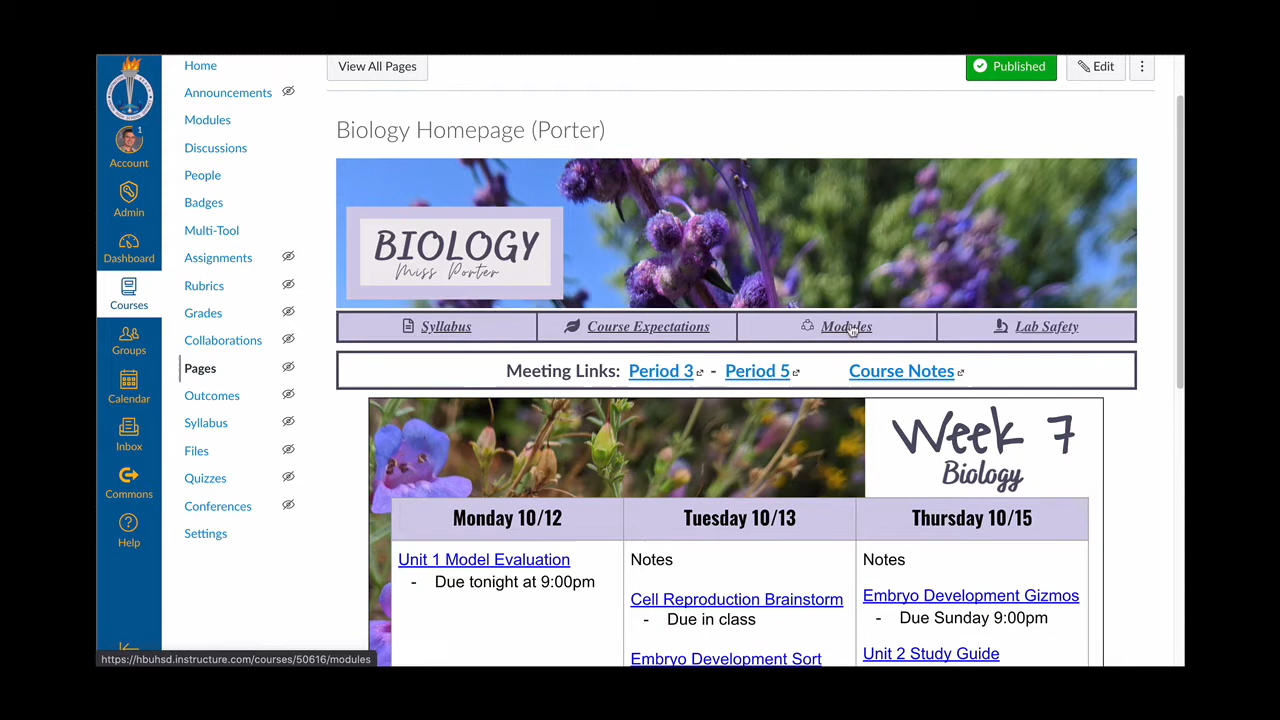 Home
Announcements
Modules
Discussions
People
Badges
Multi-Tool
Assignments
Rubrics
Grades
Collaborations
Pages
Outcomes
Syllabus
Files
Quizzes
Conferences
Settings
1
Account
Admin
Dashboard
Courses
Groups
Calendar
Inbox
Commons
Help
View All Pages
Published
Edit
Biology Homepage (Porter)
BIOLOGY
Miss Porter
Syllabus
Course Expectations
Modules
Lab Safety
Meeting Links: Period 3 - Period 5 Course Notes
Week 7
Biology
Monday 10/12
Unit 1 Model Evaluation
- Due tonight at 9:00pm
Tuesday 10/13
Notes
Cell Reproduction Brainstorm
- Due in class
Embryo Development Sort
Thursday 10/15
Notes
Embryo Development Gizmos
- Due Sunday 9:00pm
Unit 2 Study Guide
https://hbuhsd.instructure.com/courses/50616/modules